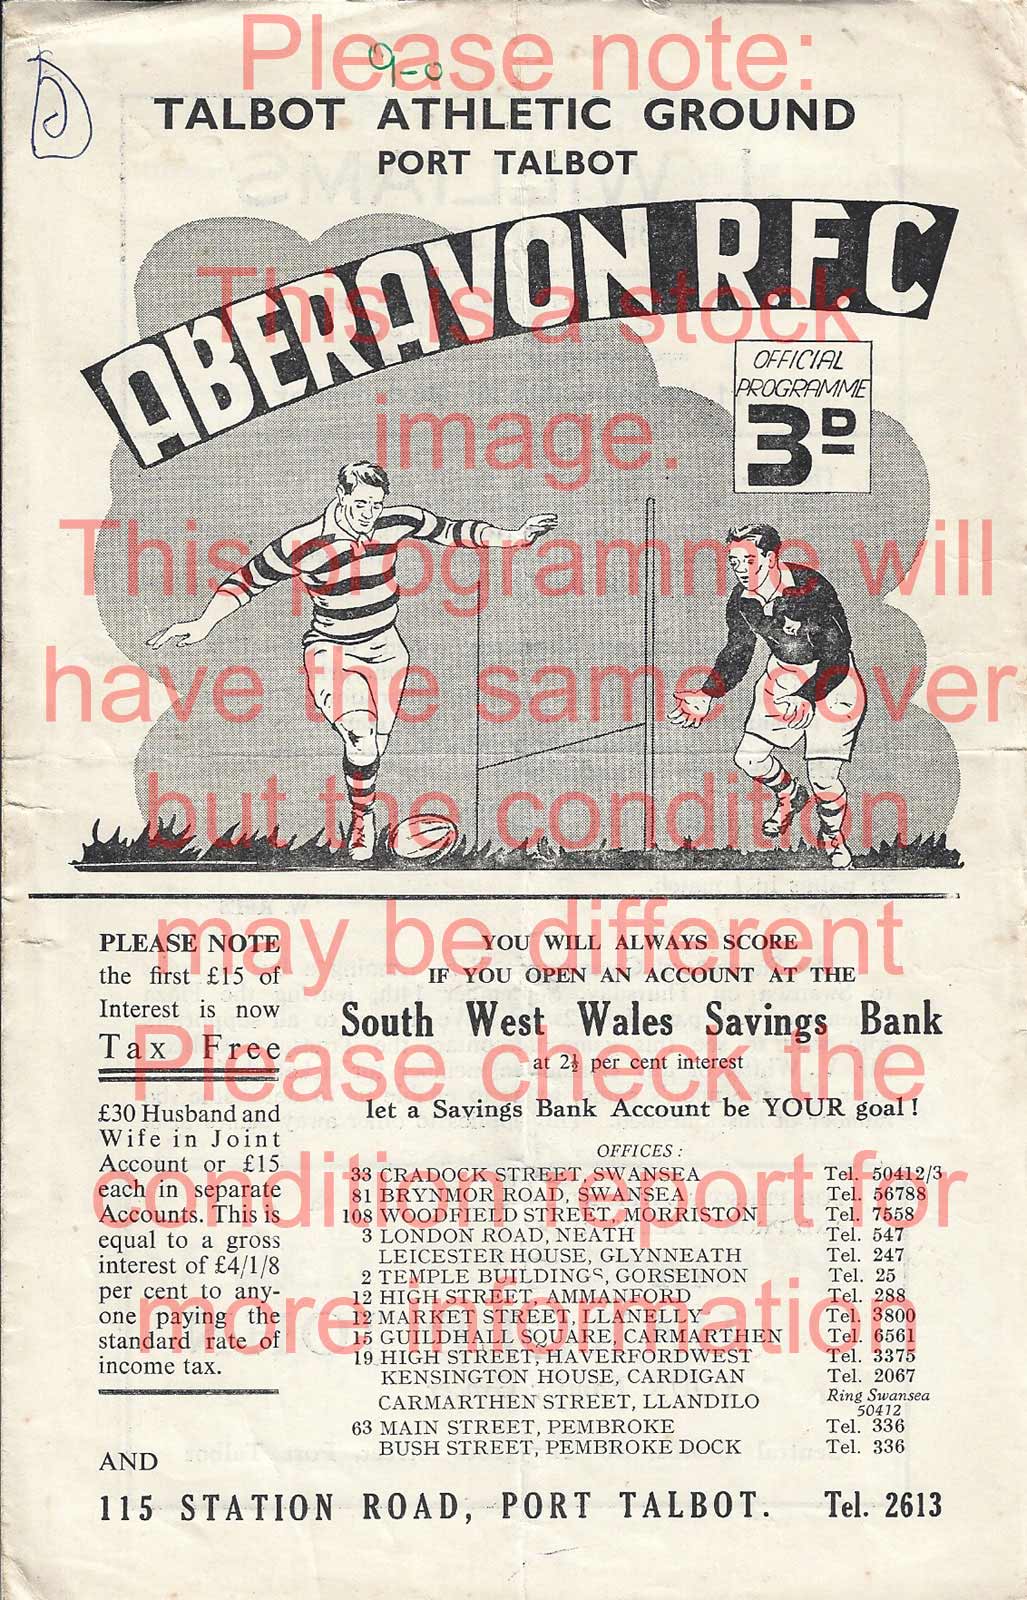 Please note:
9-0
TALBOT ATHLETIC GROUND
PORT TALBOT
ABERAVON R.F.C
This is a stock
OFFICIAL
PROGRAMME
3D
image.
This programme will
have the same cover
but the condition
may be different
PLEASE NOTE
the first £15 of
Interest is now
Tax Free
£30 Husband and
Wife in Joint
Account or £15
each in separate
Accounts. This is
equal to a gross
interest of £4/1/8
per cent to any-
one paying the
standard rate of
income tax.
YOU WILL ALWAYS SCORE
IF YOU OPEN AN ACCOUNT AT THE
South West Wales Savings Bank
at 2½ per cent interest
Please check the
let a Savings Bank Account be YOUR goal!
OFFICES:
condition report for
33 CRADOCK STREET, SWANSEA Tel. 50412/3
81 BRYNMOR ROAD, SWANSEA Tel. 56788
108 WOODFIELD STREET, MORRISTON Tel. 7558
3 LONDON ROAD, NEATH Tel. 547
LEICESTER HOUSE, GLYNNEATH Tel. 247
2 TEMPLE BUILDINGS, GORSEINON Tel. 25
12 HIGH STREET, AMMANFORD Tel. 288
12 MARKET STREET, LLANELLY Tel. 3800
15 GUILDHALL SQUARE, CARMARTHEN Tel. 6561
19 HIGH STREET, HAVERFORDWEST Tel. 3375
KENSINGTON HOUSE, CARDIGAN Tel. 2067
CARMARTHEN STREET, LLANDILO Ring Swansea 50412
63 MAIN STREET, PEMBROKE Tel. 336
BUSH STREET, PEMBROKE DOCK Tel. 336
more information
AND
115 STATION ROAD, PORT TALBOT. Tel. 2613